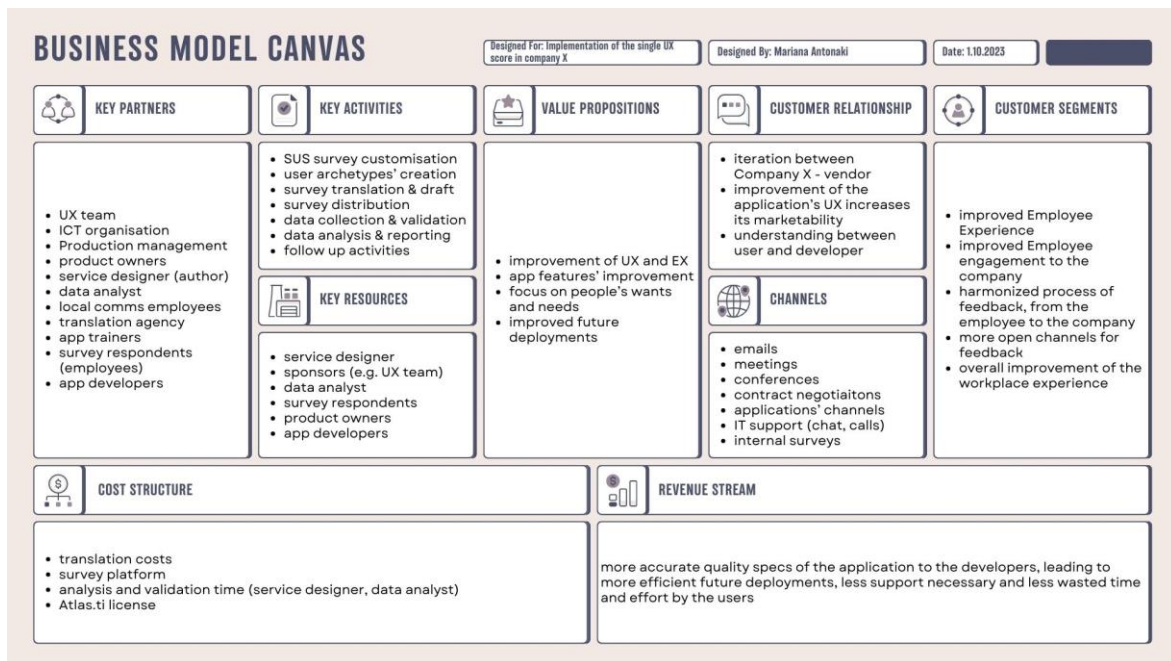 BUSINESS MODEL CANVAS
Designed For: Implementation of the single UX
score in company X
Designed By: Mariana Antonaki
Date: 1.10.2023
KEY PARTNERS
• UX team
• ICT organisation
• Production management
• product owners
• service designer (author)
• data analyst
• local comms employees
• translation agency
• app trainers
• survey respondents
(employees)
• app developers
KEY ACTIVITIES
• SUS survey customisation
• user archetypes' creation
• survey translation & draft
• survey distribution
• data collection & validation
• data analysis & reporting
• follow up activities
KEY RESOURCES
• service designer
• sponsors (e.g. UX team)
• data analyst
• survey respondents
• product owners
• app developers
VALUE PROPOSITIONS
• improvement of UX and EX
• app features' improvement
• focus on people's wants
and needs
• improved future
deployments
CUSTOMER RELATIONSHIP
• iteration between
Company X - vendor
• improvement of the
application's UX increases
its marketability
• understanding between
user and developer
CHANNELS
• emails
• meetings
• conferences
• contract negotiaitons
• applications' channels
• IT support (chat, calls)
• internal surveys
CUSTOMER SEGMENTS
• improved Employee
Experience
• improved Employee
engagement to the
company
• harmonized process of
feedback, from the
employee to the company
• more open channels for
feedback
• overall improvement of the
workplace experience
COST STRUCTURE
• translation costs
• survey platform
• analysis and validation time (service designer, data analyst)
• Atlas.ti license
REVENUE STREAM
more accurate quality specs of the application to the developers, leading to
more efficient future deployments, less support necessary and less wasted time
and effort by the users